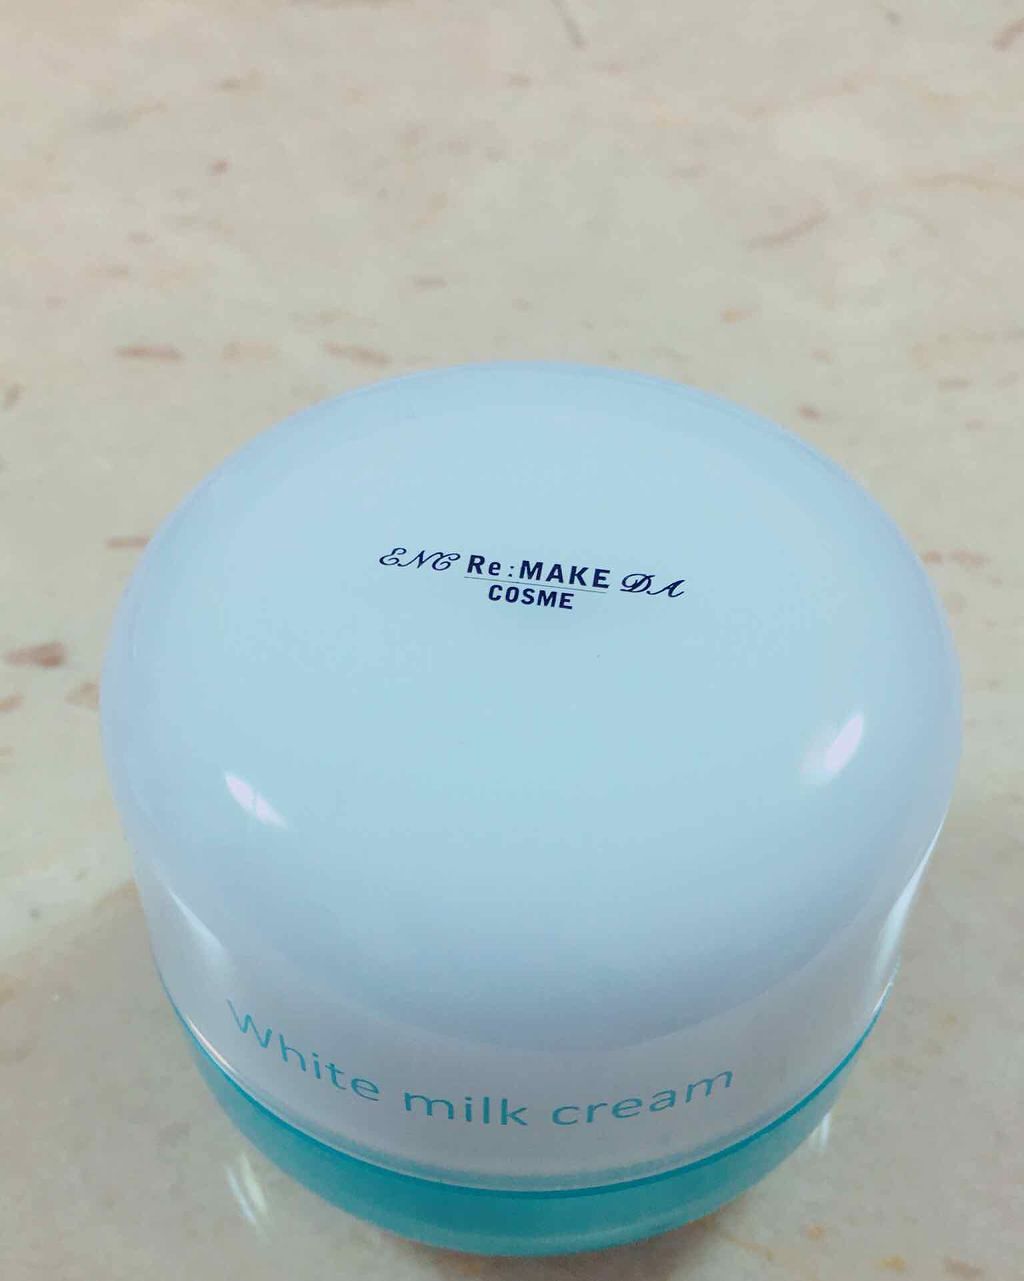 ENC Re:MAKE DA
COSME
White milk cream